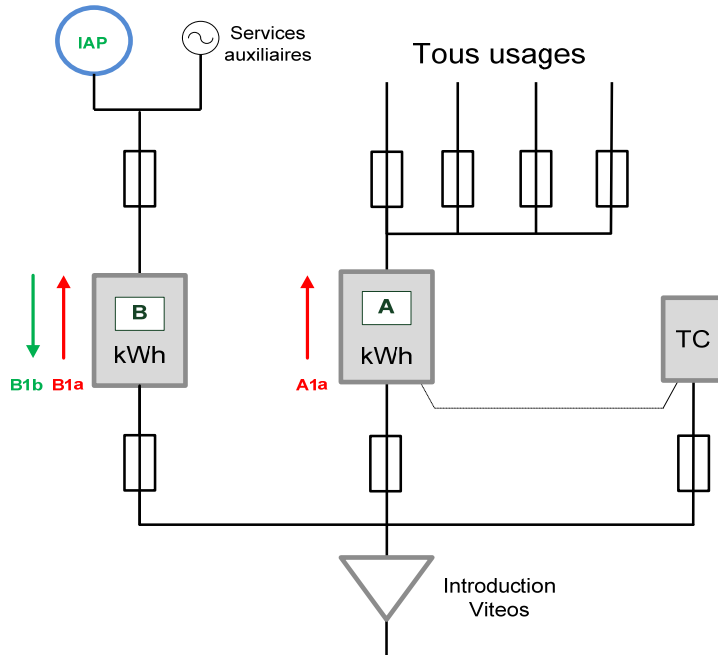 IAP
Services
auxiliaires
Tous usages
B
kWh
A
kWh
TC
B1b
B1a
A1a
Introduction
Viteos